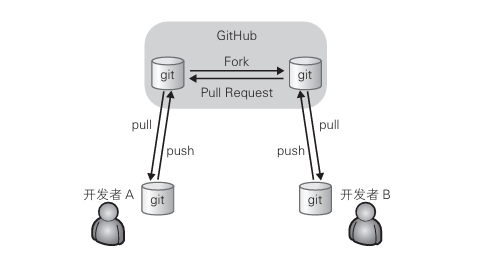 GitHub
Fork
git
git
Pull Request
pull
pull
push
push
开发者 A
git
git
开发者 B